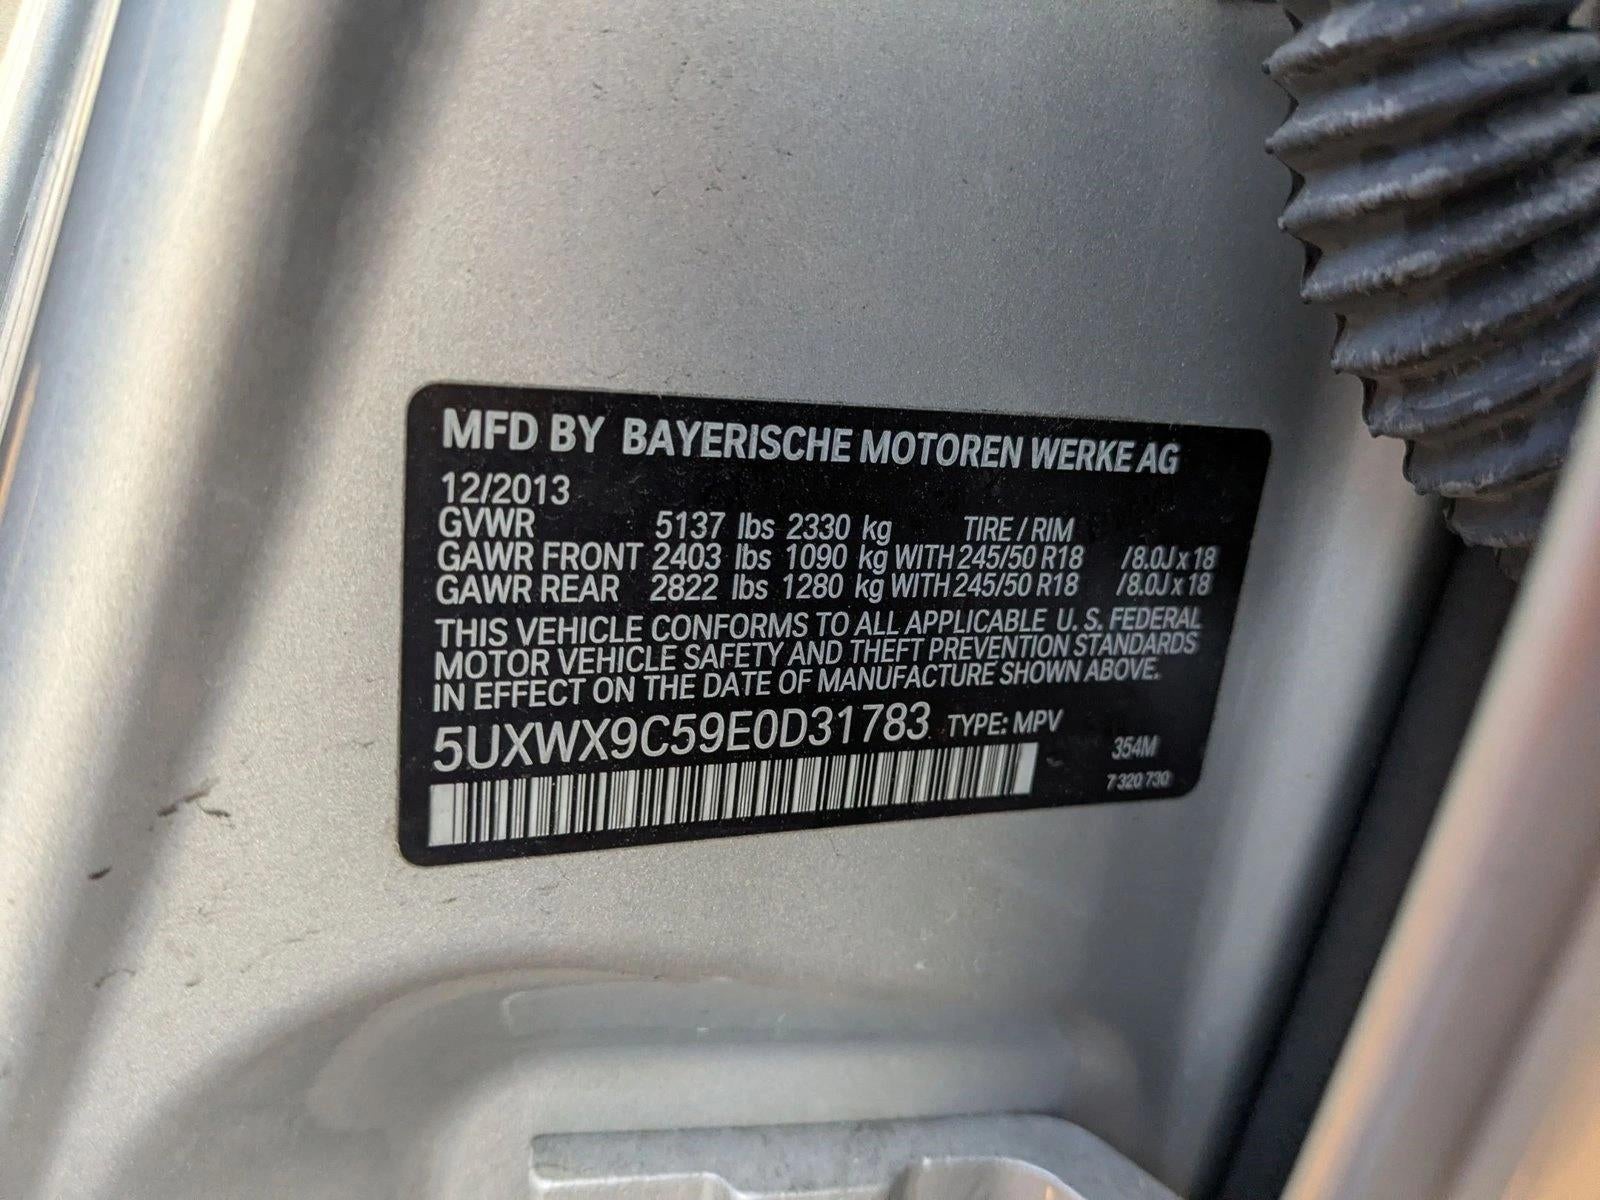 MFD BY BAYERISCHE MOTOREN WERKE AG
12/2013
GVWR 5137 lbs 2330 kg TIRE / RIM
GAWR FRONT 2403 lbs 1090 kg WITH 245/50 R18 /8.0J x 18
GAWR REAR 2822 lbs 1280 kg WITH 245/50 R18 /8.0J x 18
THIS VEHICLE CONFORMS TO ALL APPLICABLE U. S. FEDERAL
MOTOR VEHICLE SAFETY AND THEFT PREVENTION STANDARDS
IN EFFECT ON THE DATE OF MANUFACTURE SHOWN ABOVE.
5UXWX9C59E0D31783 TYPE: MPV
354M
7 320 730